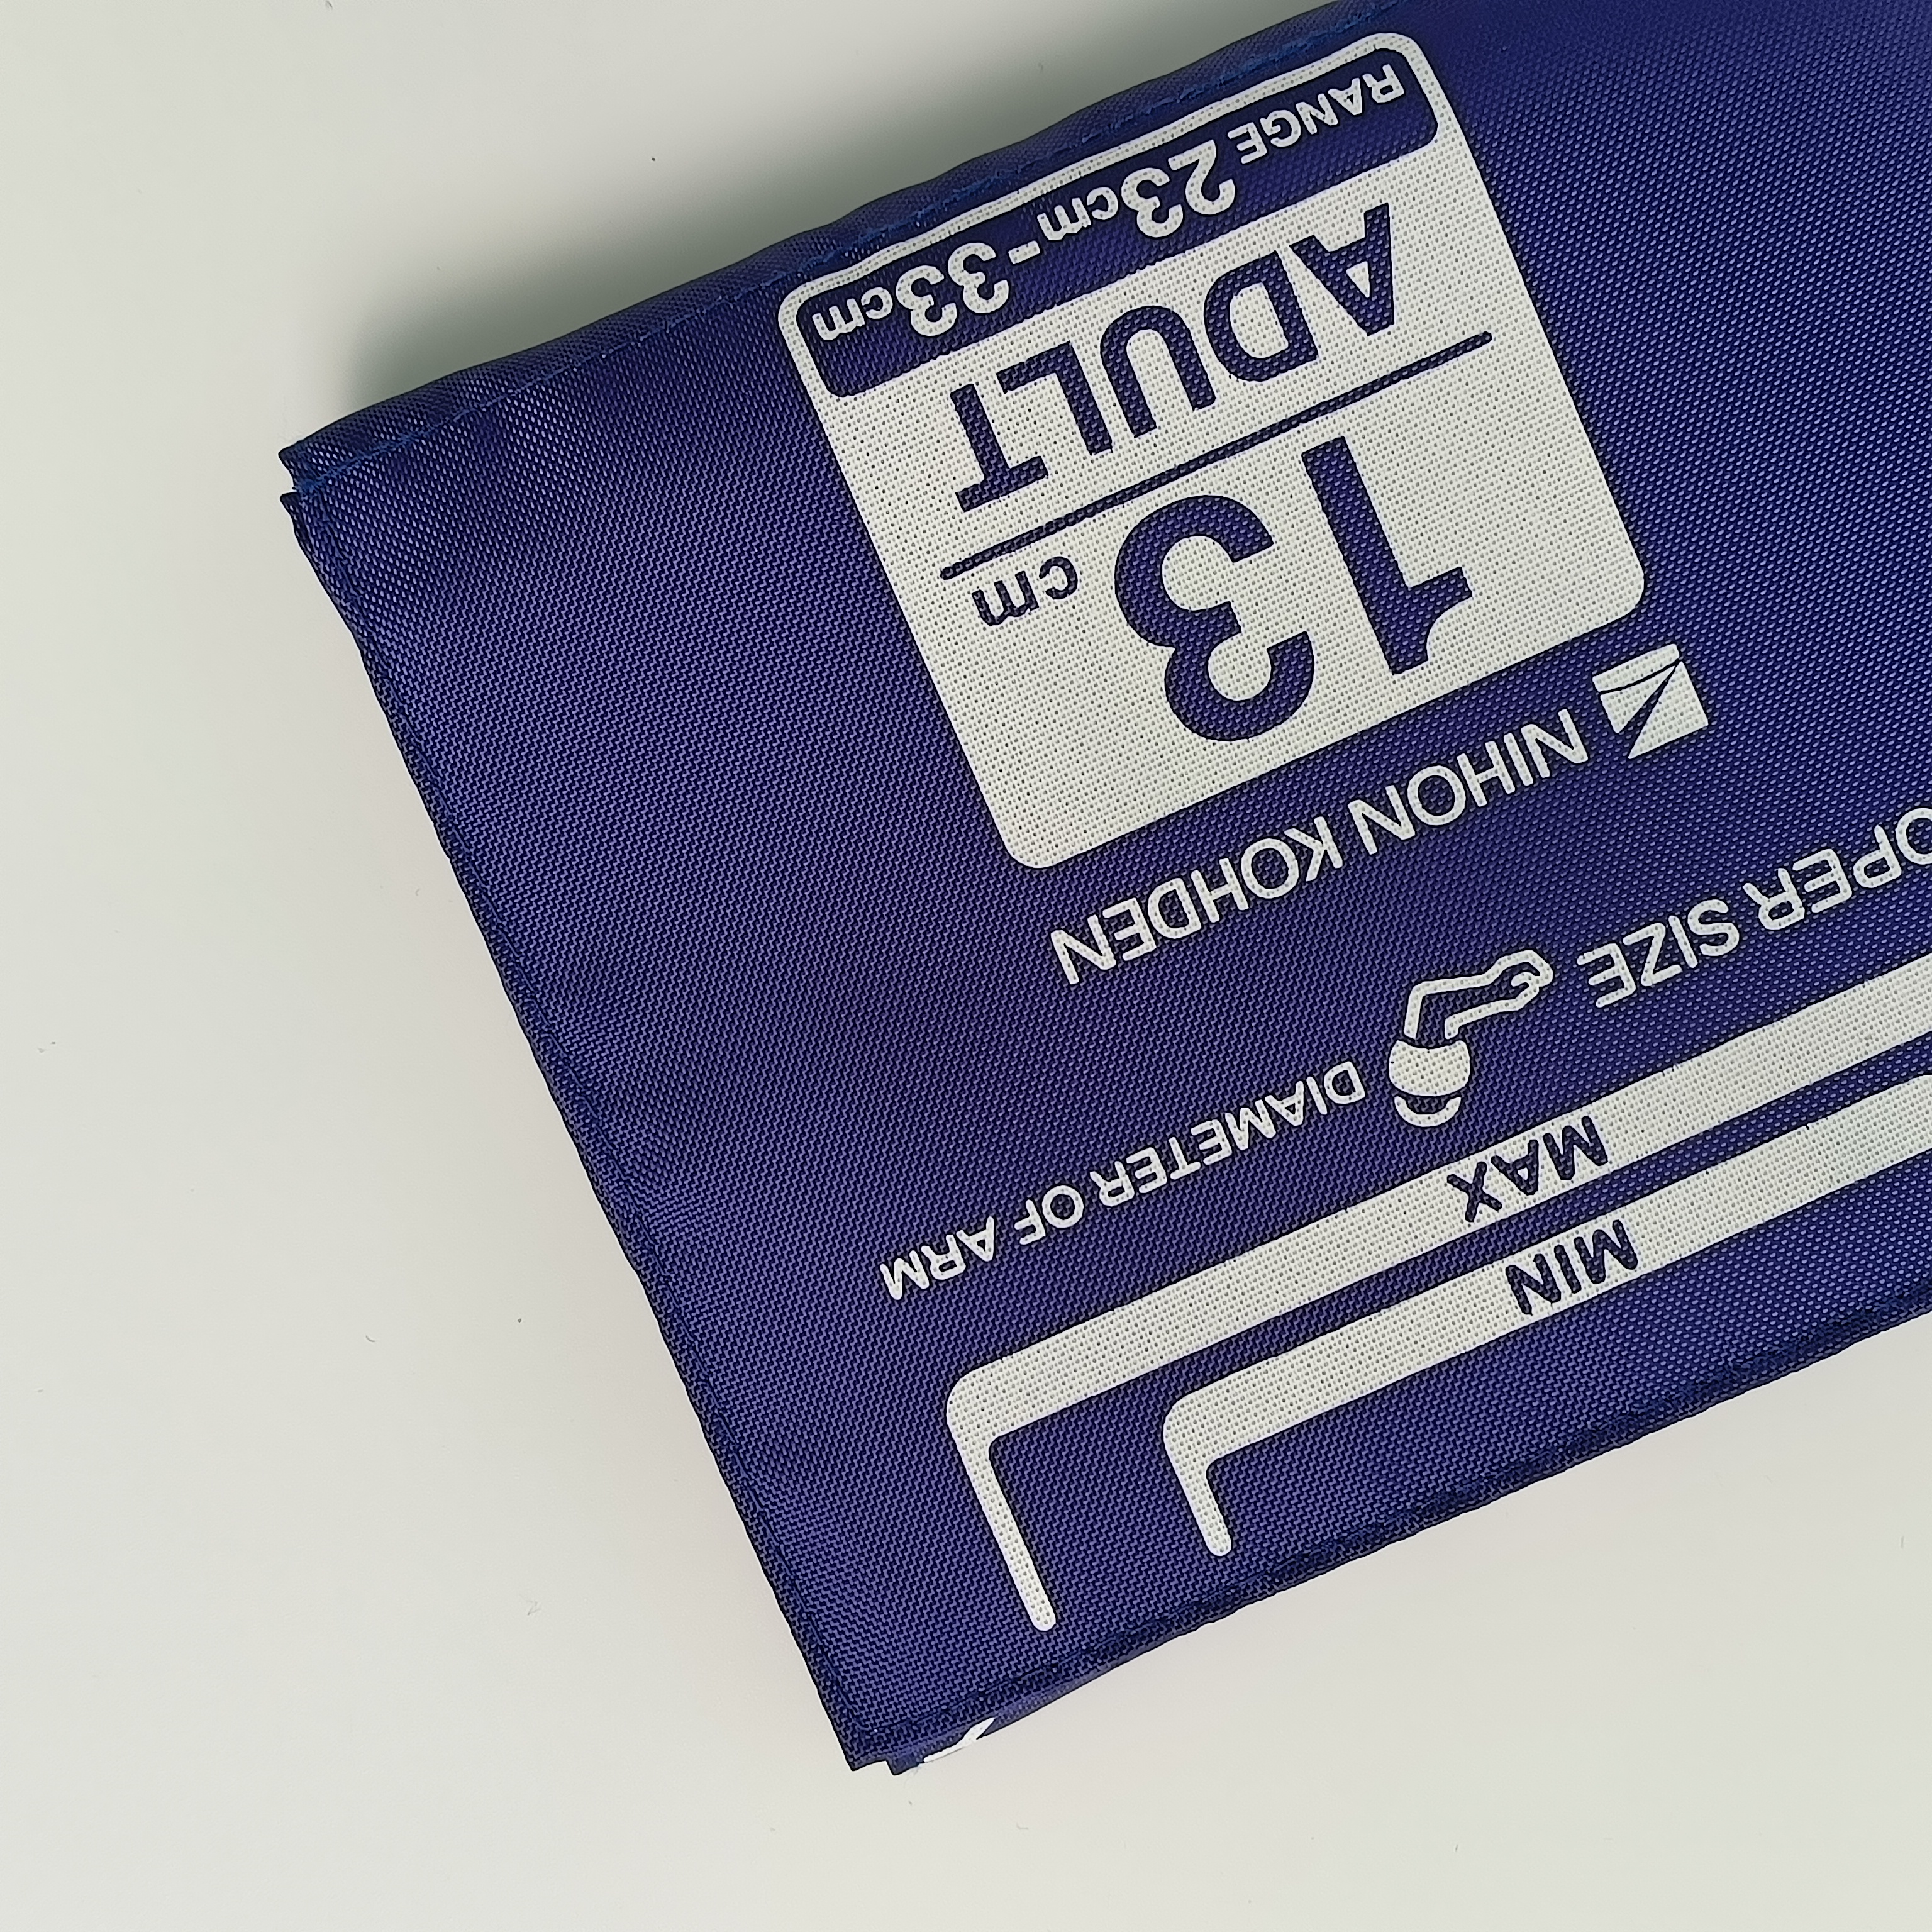 MIN
MAX
OPER SIZE DIAMETER OF ARM
NIHON KOHDEN
13 cm
ADULT
RANGE 23cm-33cm